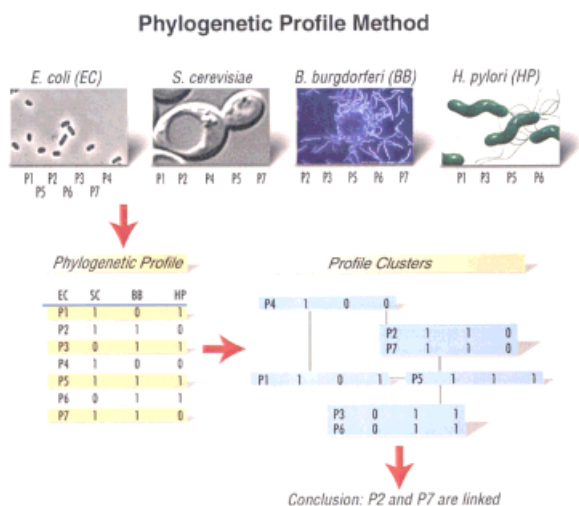 Phylogenetic Profile Method
E. coli (EC)
P1 P2 P3 P4
P5 P6 P7
S. cerevisiae
P1 P2 P4 P5 P7
B. burgdorferi (BB)
P2 P3 P5 P6 P7
H. pylori (HP)
P1 P3 P5 P6
Phylogenetic Profile
EC SC BB HP
P1 1 0 1
P2 1 1 0
P3 0 1 1
P4 1 0 0
P5 1 1 1
P6 0 1 1
P7 1 1 0
Profile Clusters
P4 1 0 0
P2 1 1 0
P7 1 1 0
P1 1 0 1
P5 1 1 1
P3 0 1 1
P6 0 1 1
Conclusion: P2 and P7 are linked